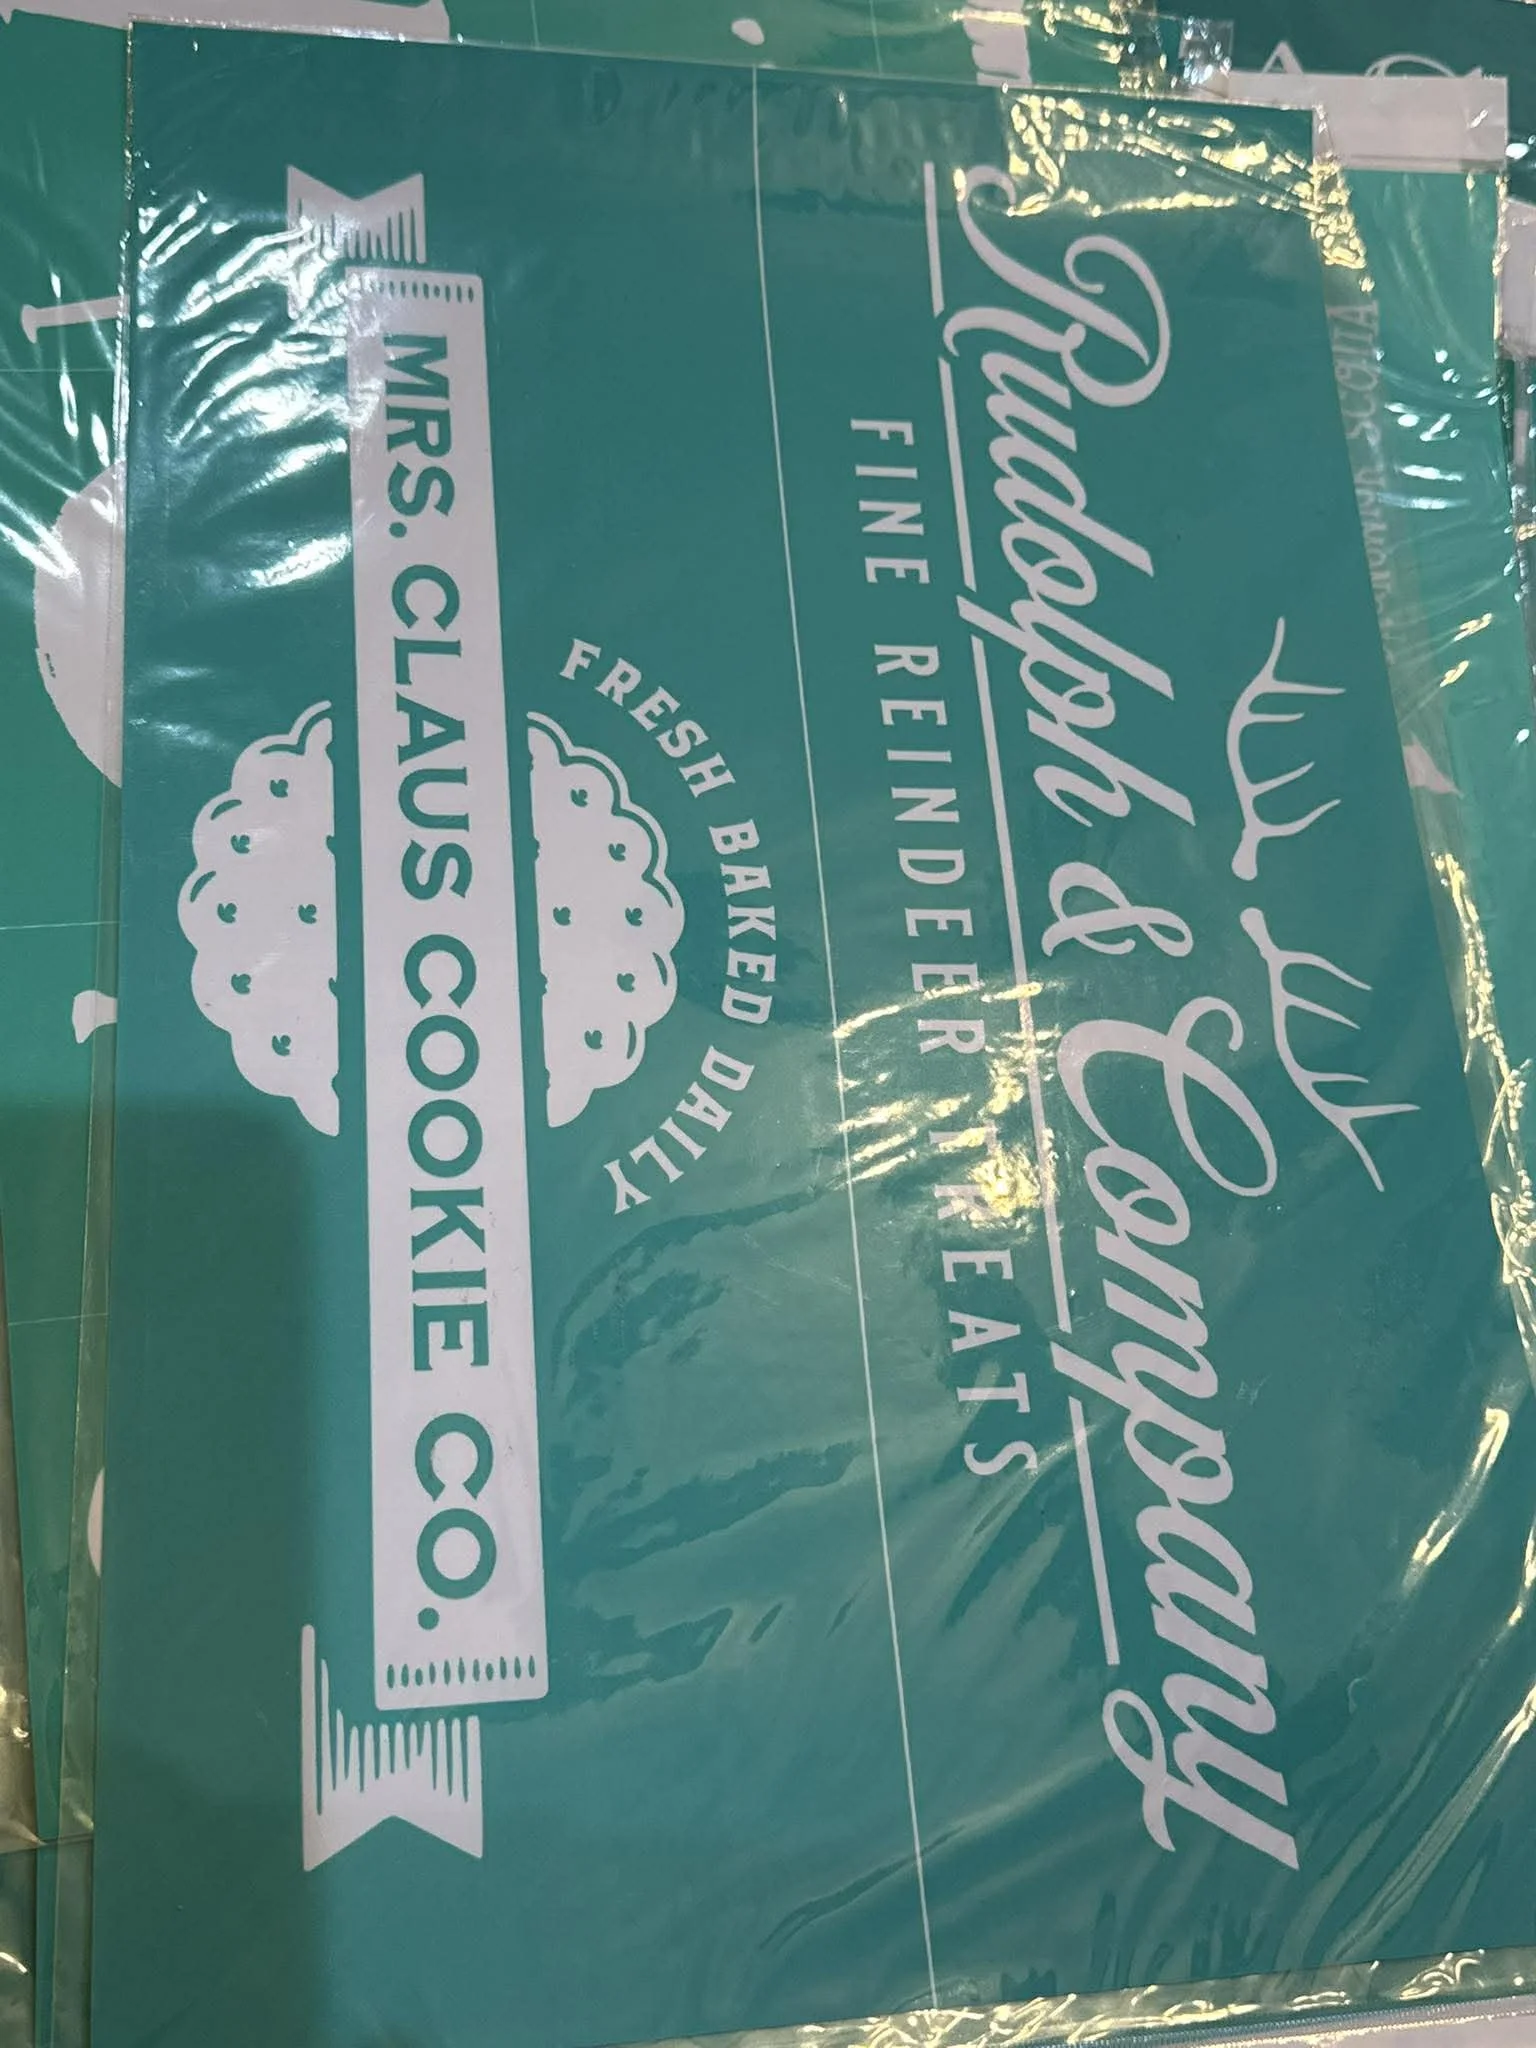 Rudolph & Company
FINE REINDEER TREATS
FRESH BAKED DAILY
MRS. CLAUS COOKIE CO.